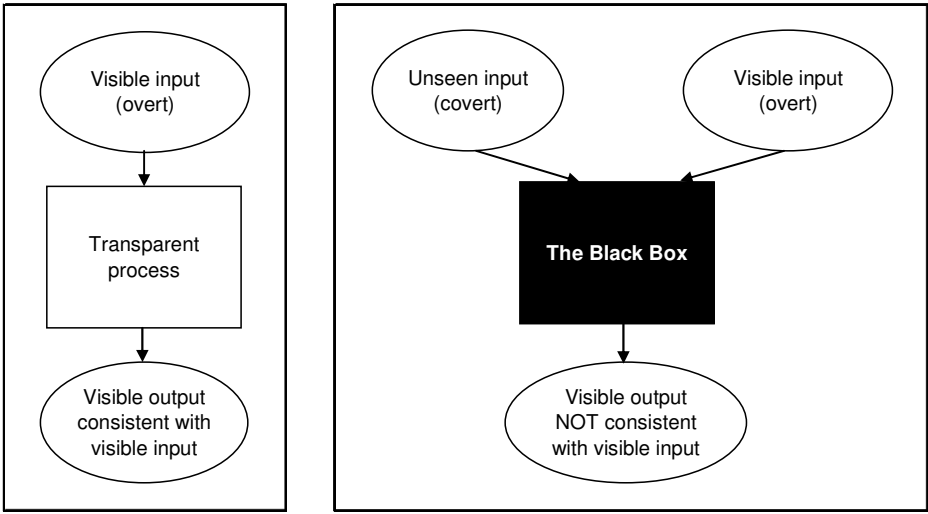 Visible input
(overt)
Transparent
process
Visible output
consistent with
visible input
Unseen input
(covert)
Visible input
(overt)
The Black Box
Visible output
NOT consistent
with visible input